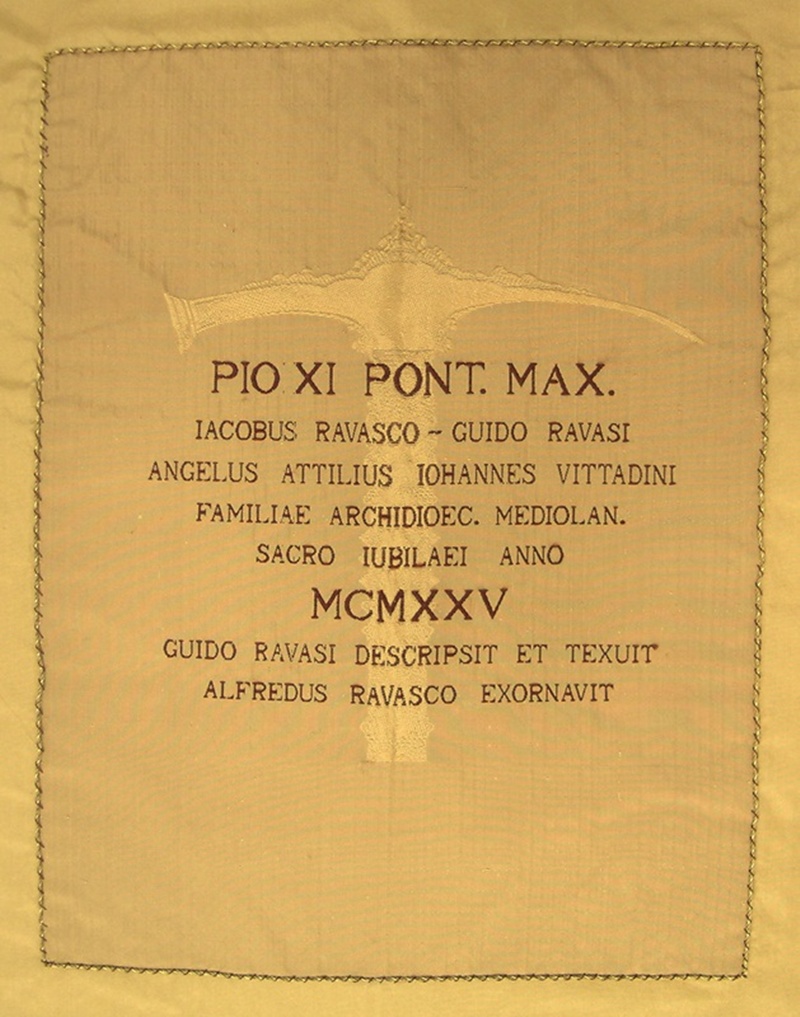 PIO XI PONT. MAX.
IACOBUS RAVASCO ~ GUIDO RAVASI
ANGELUS ATTILIUS IOHANNES VITTADINI
FAMILIAE ARCHIDIOEC. MEDIOLAN.
SACRO IUBILAEI ANNO
MCMXXV
GUIDO RAVASI DESCRIPSIT ET TEXUIT
ALFREDUS RAVASCO EXORNAVIT